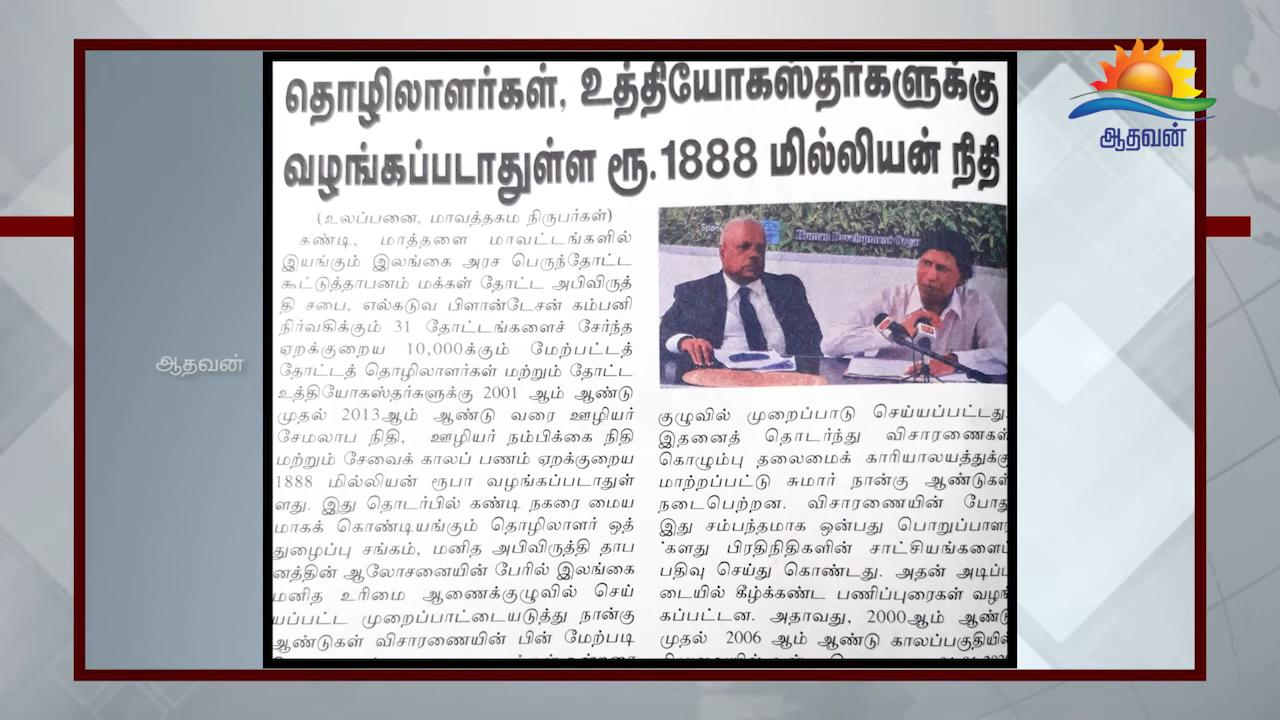 தொழிலாளர்கள், உத்தியோகஸ்தர்களுக்கு
வழங்கப்படாதுள்ள ரூ.1888 மில்லியன் நிதி
ஆதவன்
(உலப்பனை, மாவத்தகம நிருபர்கள்)
கண்டி, மாத்தளை மாவட்டங்களில்
இயங்கும் இலங்கை அரச பெருந்தோட்ட
கூட்டுத்தாபனம் மக்கள் தோட்ட அபிவிருத்
தி சபை, எல்கடுவ பிளான்டேசன் கம்பனி
நிர்வகிக்கும் 31 தோட்டங்களைச் சேர்ந்த
ஏறக்குறைய 10,000க்கும் மேற்பட்டத்
தோட்டத் தொழிலாளர்கள் மற்றும் தோட்ட
உத்தியோகஸ்தர்களுக்கு 2001 ஆம் ஆண்டு
முதல் 2013ஆம் ஆண்டு வரை ஊழியர்
சேமலாப நிதி, ஊழியர் நம்பிக்கை நிதி
மற்றும் சேவைக் காலப் பணம் ஏறக்குறைய
1888 மில்லியன் ரூபா வழங்கப்படாதுள்
ளது. இது தொடர்பில் கண்டி நகரை மைய
மாகக் கொண்டியங்கும் தொழிலாளர் ஒத்
துழைப்பு சங்கம், மனித அபிவிருத்தி தாப
னத்தின் ஆலோசனையின் பேரில் இலங்கை
மனித உரிமை ஆணைக்குழுவில் செய்
யப்பட்ட முறைப்பாட்டையடுத்து நான்கு
ஆண்டுகள் விசாரணையின் பின் மேற்படி
Spons
Human Development Orga
குழுவில் முறைப்பாடு செய்யப்பட்டது.
இதனைத் தொடர்ந்து விசாரணைகள்
கொழும்பு தலைமைக் காரியாலயத்துக்கு
மாற்றப்பட்டு சுமார் நான்கு ஆண்டுகள்
நடைபெற்றன. விசாரணையின் போது
இது சம்பந்தமாக ஒன்பது பொறுப்பாளர்
களது பிரதிநிதிகளின் சாட்சியங்களைப்
பதிவு செய்து கொண்டது. அதன் அடிப்ப
டையில் கீழ்க்கண்ட பணிப்புரைகள் வழங்
கப்பட்டன. அதாவது, 2000ஆம் ஆண்டு
முதல் 2006 ஆம் ஆண்டு காலப்பகுதியில்
ஆதவன்